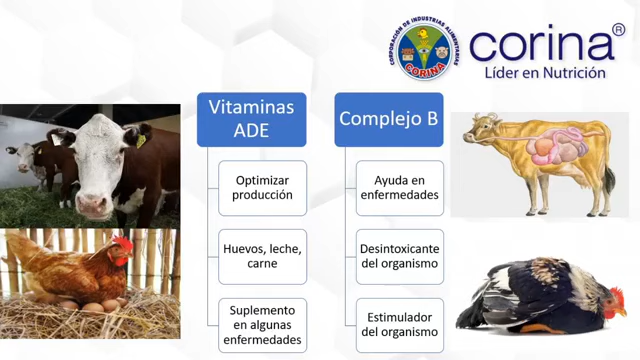 CORPORACIÓN DE INDUSTRIAS ALIMENTARIAS
CORINA
corina®
Líder en Nutrición
Vitaminas
ADE
Optimizar
producción
Huevos, leche,
carne
Suplemento
en algunas
enfermedades
Complejo B
Ayuda en
enfermedades
Desintoxicante
del organismo
Estimulador
del organismo